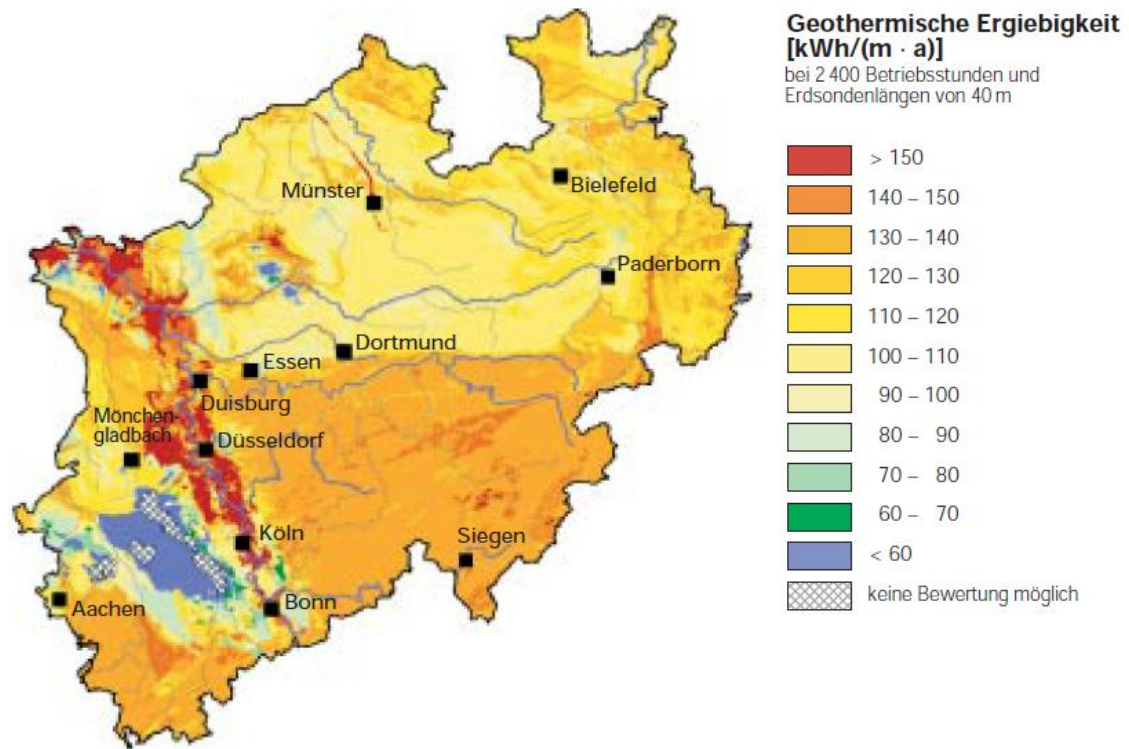 Geothermische Ergiebigkeit
[kWh/(m · a)]
bei 2 400 Betriebsstunden und
Erdsondenlängen von 40 m
> 150
140 – 150
130 – 140
120 – 130
110 – 120
100 – 110
90 – 100
80 – 90
70 – 80
60 – 70
< 60
keine Bewertung möglich
Münster
Bielefeld
Paderborn
Dortmund
Essen
Duisburg
Mönchen-
gladbach
Düsseldorf
Köln
Siegen
Aachen
Bonn